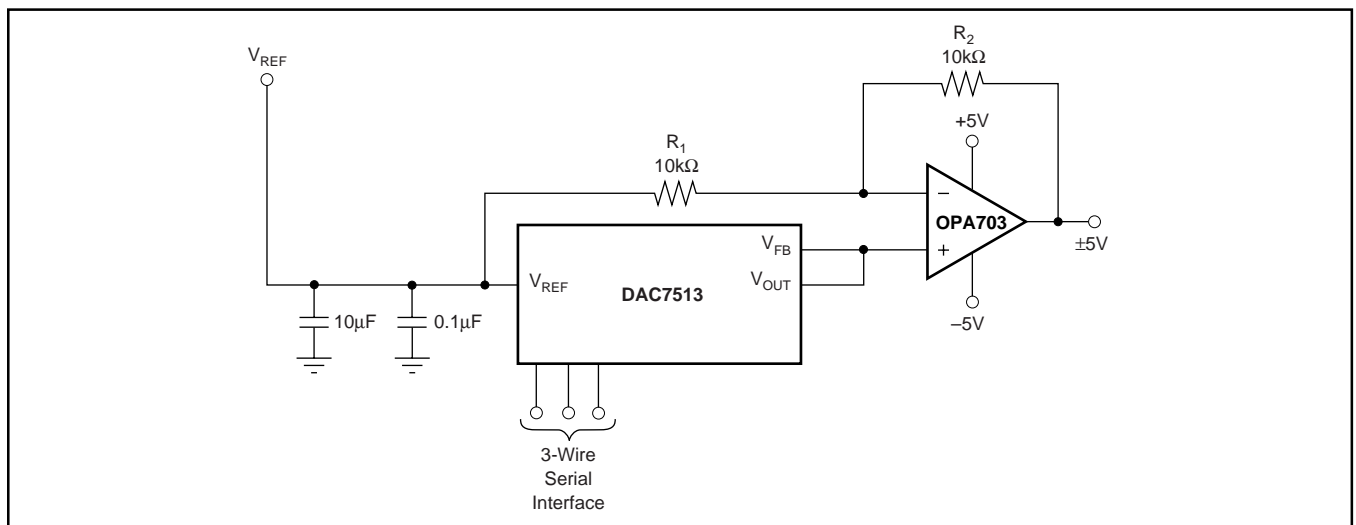 V_REF
R_2
10kΩ
+5V
R_1
10kΩ
−
OPA703
+
±5V
−5V
V_FB
V_REF
DAC7513
V_OUT
10µF
0.1µF
3-Wire
Serial
Interface